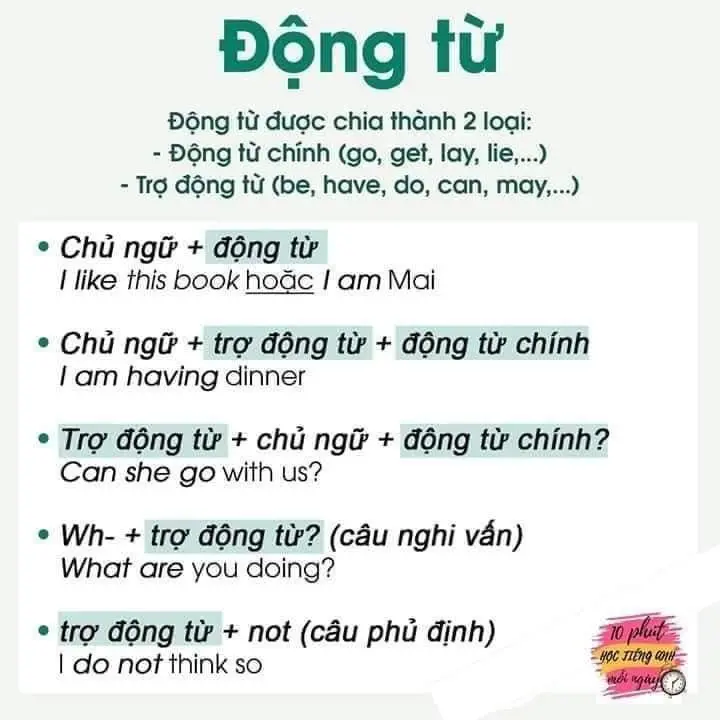 Động từ
Động từ được chia thành 2 loại:
- Động từ chính (go, get, lay, lie,...)
- Trợ động từ (be, have, do, can, may,...)
• Chủ ngữ + động từ
I like this book hoặc I am Mai
• Chủ ngữ + trợ động từ + động từ chính
I am having dinner
• Trợ động từ + chủ ngữ + động từ chính?
Can she go with us?
• Wh- + trợ động từ? (câu nghi vấn)
What are you doing?
• trợ động từ + not (câu phủ định)
I do not think so
10 phút
HỌC TIẾNG ANH
mỗi ngày